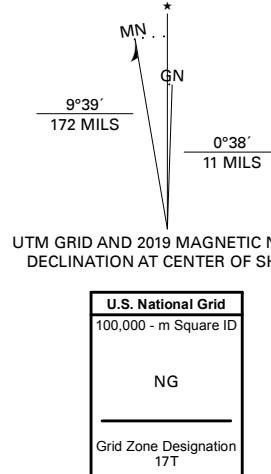 ★
MN
GN
9°39´
172 MILS
0°38´
11 MILS
UTM GRID AND 2019 MAGNETIC
DECLINATION AT CENTER OF
U.S. National Grid
100,000 - m Square ID
NG
Grid Zone Designation
17T